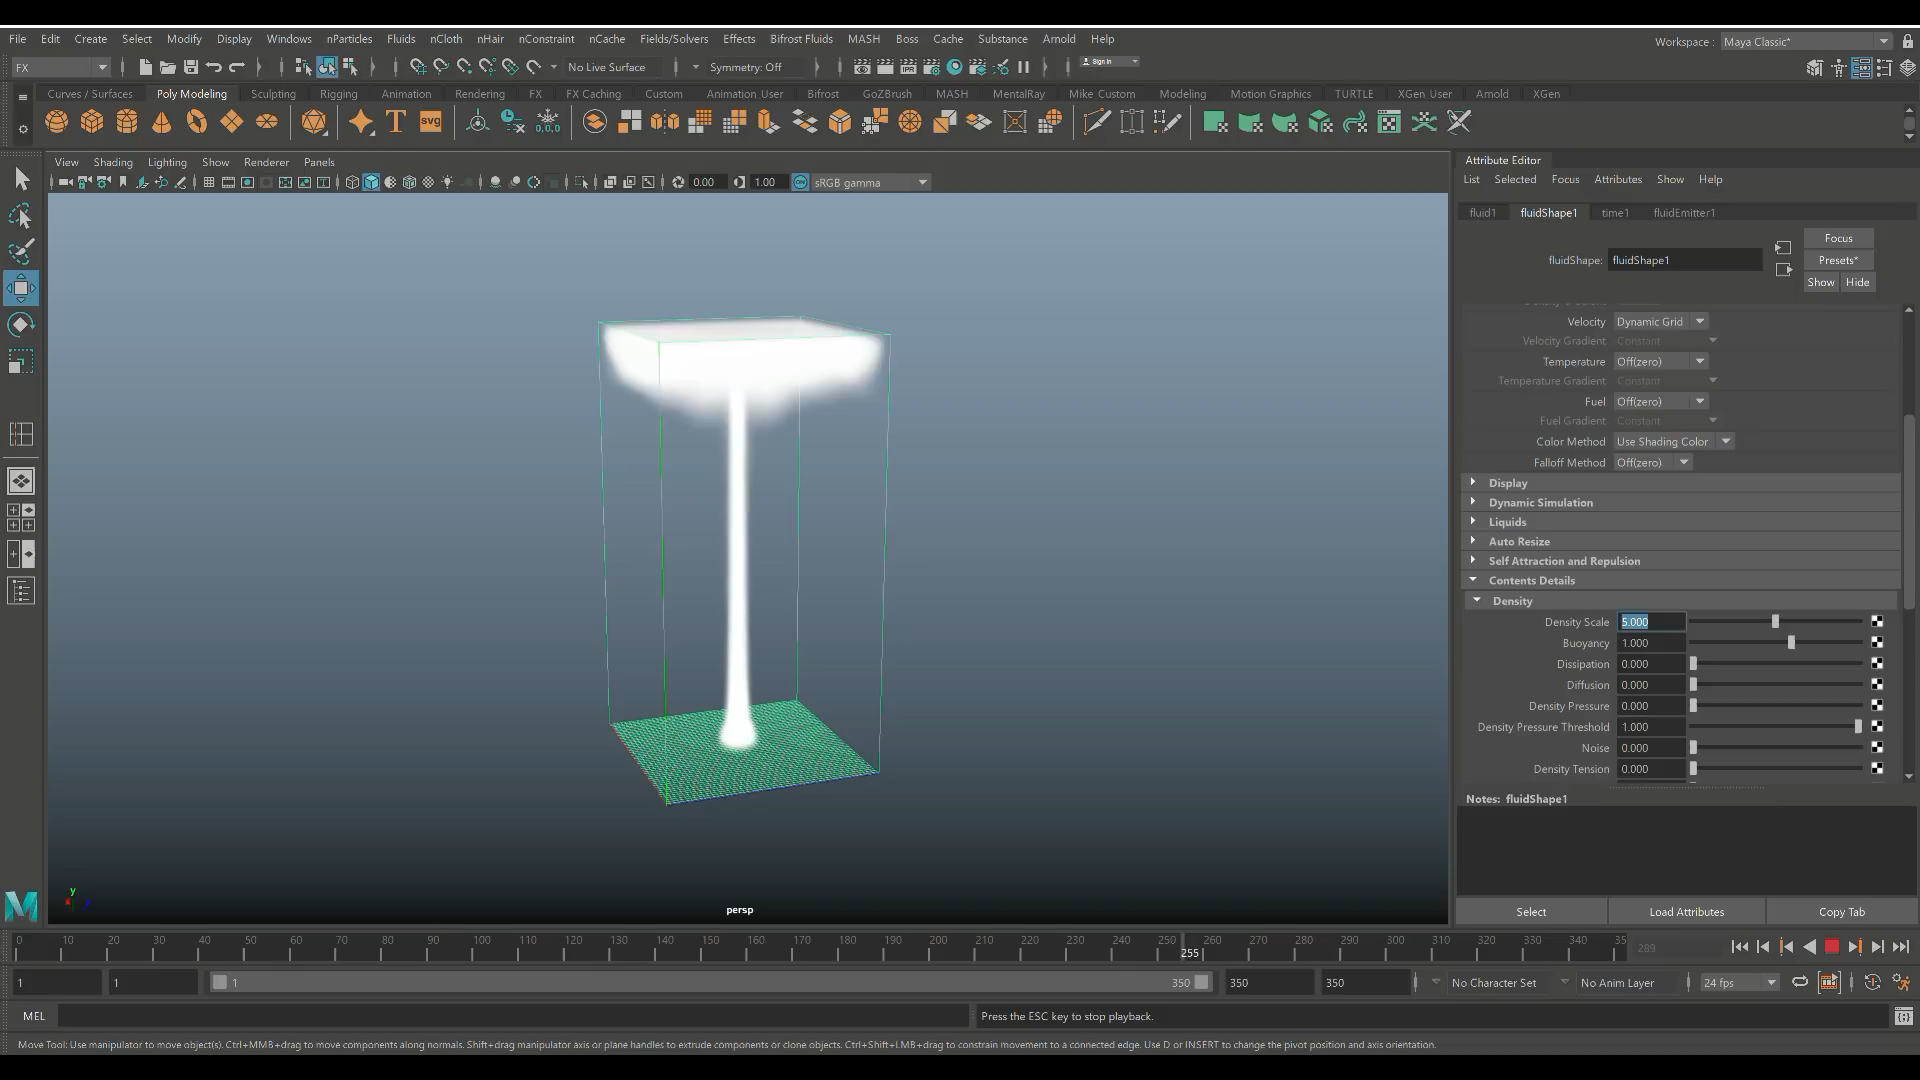 File Edit Create Select Modify Display Windows nParticles Fluids nCloth nHair nConstraint nCache Fields/Solvers Effects Bifrost Fluids MASH Boss Cache Substance Arnold Help
Workspace : Maya Classic*
FX
No Live Surface
Symmetry: Off
Sign In
Curves / Surfaces Poly Modeling Sculpting Rigging Animation Rendering FX FX Caching Custom Animation_User Bifrost GoZBrush MASH MentalRay Mike_Custom Modeling Motion Graphics TURTLE XGen_User Arnold XGen
T svg 0,0,0
View Shading Lighting Show Renderer Panels
0.00 1.00 ON sRGB gamma
Attribute Editor
List Selected Focus Attributes Show Help
fluid1 fluidShape1 time1 fluidEmitter1
fluidShape: fluidShape1
Focus
Presets*
Show Hide
Velocity Dynamic Grid
Velocity Gradient Constant
Temperature Off(zero)
Temperature Gradient Constant
Fuel Off(zero)
Fuel Gradient Constant
Color Method Use Shading Color
Falloff Method Off(zero)
Display
Dynamic Simulation
Liquids
Auto Resize
Self Attraction and Repulsion
Contents Details
Density
Density Scale 5.000
Buoyancy 1.000
Dissipation 0.000
Diffusion 0.000
Density Pressure 0.000
Density Pressure Threshold 1.000
Noise 0.000
Density Tension 0.000
Notes: fluidShape1
Select Load Attributes Copy Tab
y
persp
0 10 20 30 40 50 60 70 80 90 100 110 120 130 140 150 160 170 180 190 200 210 220 230 240 250 260 270 280 290 300 310 320 330 340 35
255
289
1 1 1 350 350 350 No Character Set No Anim Layer 24 fps
MEL
Press the ESC key to stop playback.
Move Tool: Use manipulator to move object(s). Ctrl+MMB+drag to move components along normals. Shift+drag manipulator axis or plane handles to extrude components or clone objects. Ctrl+Shift+LMB+drag to constrain movement to a connected edge. Use D or INSERT to change the pivot position and axis orientation.